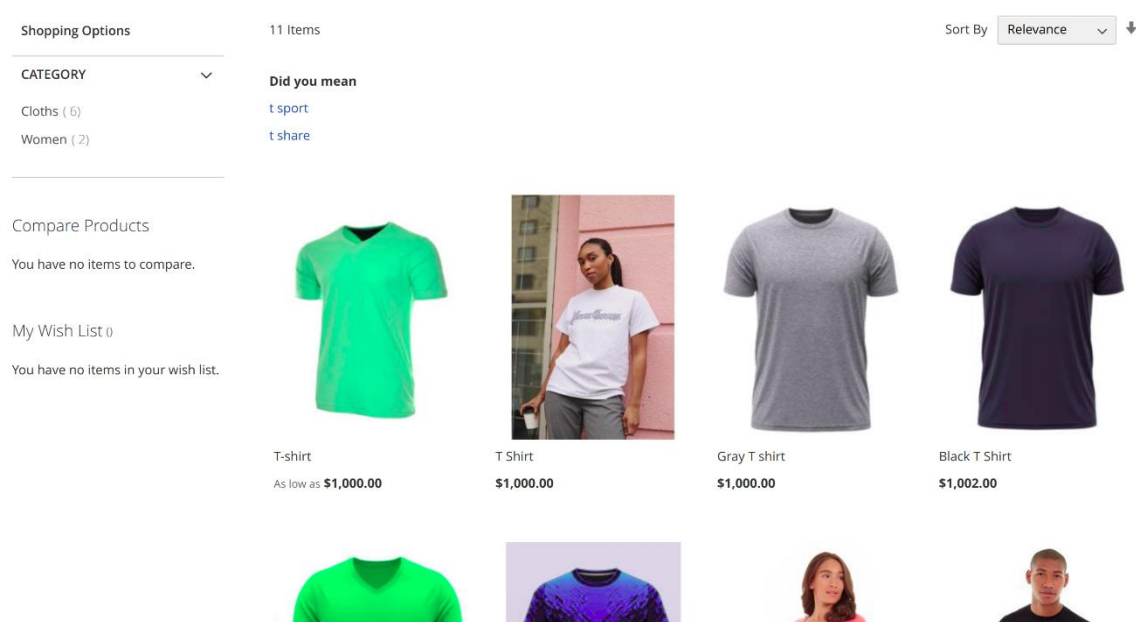 Shopping Options
11 Items
Sort By
Relevance
CATEGORY
Cloths ( 6)
Women ( 2)
Did you mean
t sport
t share
Compare Products
You have no items to compare.
My Wish List ()
You have no items in your wish list.
T-shirt
As low as $1,000.00
T Shirt
$1,000.00
Gray T shirt
$1,000.00
Black T Shirt
$1,002.00